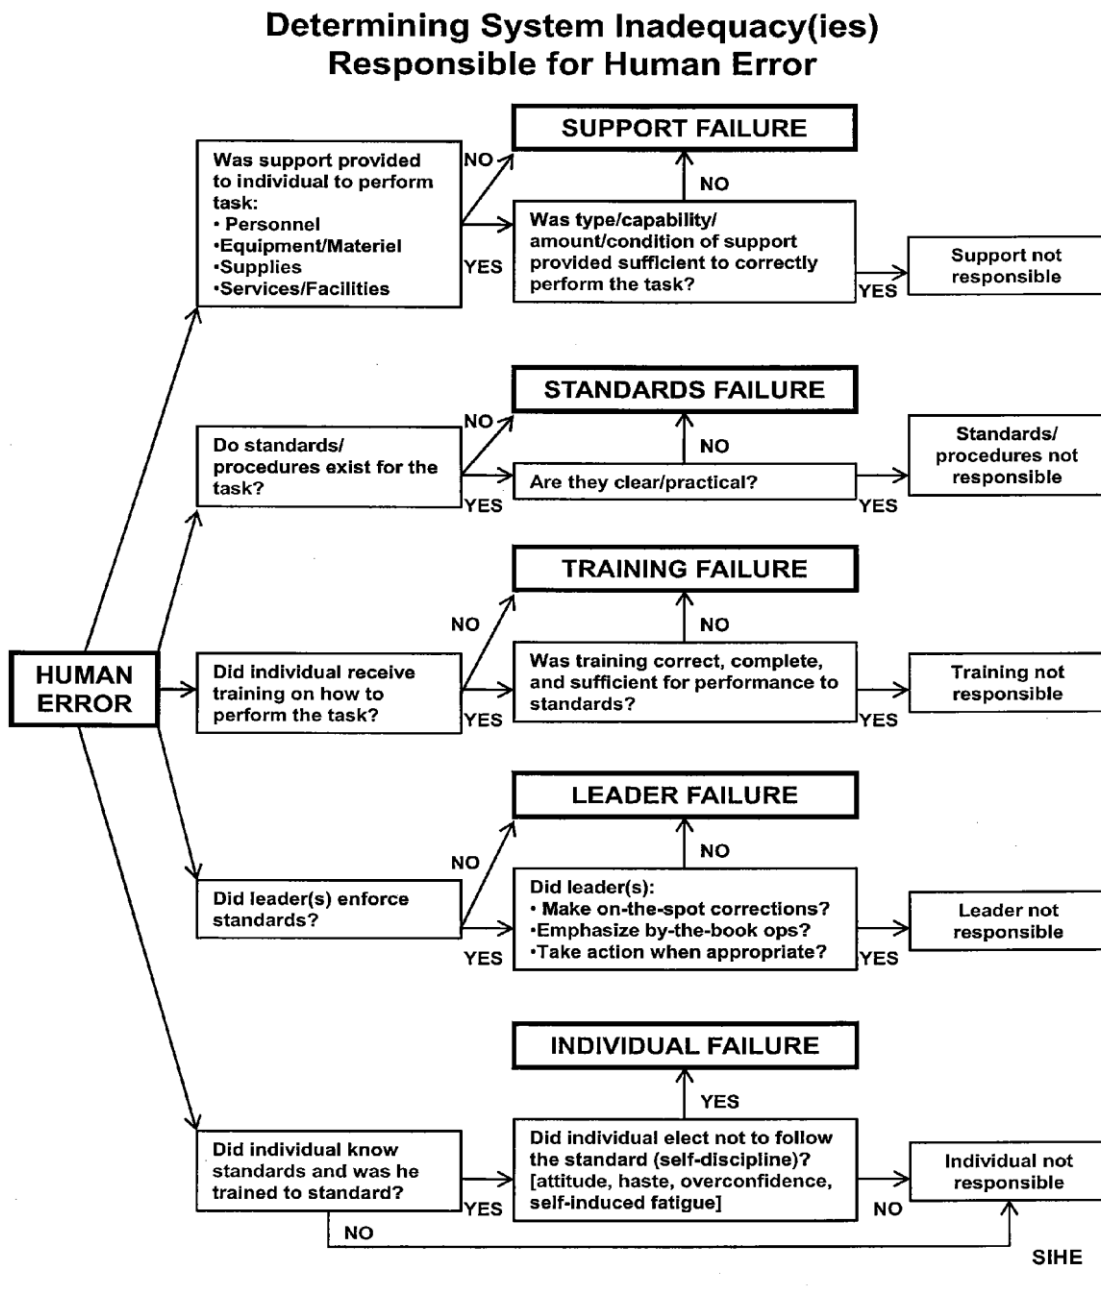 Determining System Inadequacy(ies)
Responsible for Human Error
SUPPORT FAILURE
Was support provided
to individual to perform
task:
• Personnel
•Equipment/Materiel
•Supplies
•Services/Facilities
NO
YES
NO
Was type/capability/
amount/condition of support
provided sufficient to correctly
perform the task?
YES
Support not
responsible
STANDARDS FAILURE
Do standards/
procedures exist for the
task?
NO
YES
NO
Are they clear/practical?
YES
Standards/
procedures not
responsible
TRAINING FAILURE
HUMAN
ERROR
Did individual receive
training on how to
perform the task?
NO
YES
NO
Was training correct, complete,
and sufficient for performance to
standards?
YES
Training not
responsible
LEADER FAILURE
Did leader(s) enforce
standards?
NO
YES
NO
Did leader(s):
• Make on-the-spot corrections?
•Emphasize by-the-book ops?
•Take action when appropriate?
YES
Leader not
responsible
INDIVIDUAL FAILURE
Did individual know
standards and was he
trained to standard?
YES
NO
YES
Did individual elect not to follow
the standard (self-discipline)?
[attitude, haste, overconfidence,
self-induced fatigue]
NO
Individual not
responsible
SIHE